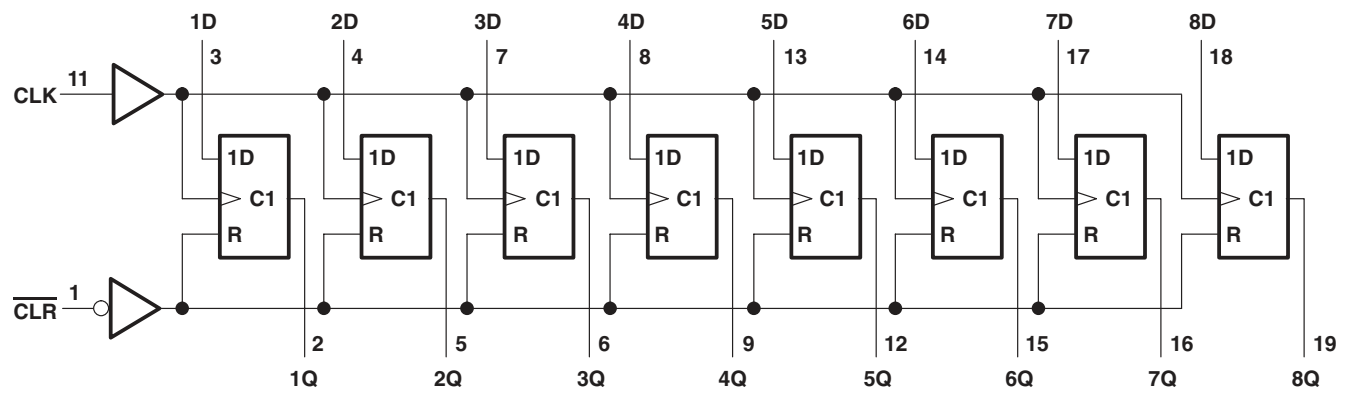 1D 2D 3D 4D 5D 6D 7D 8D
3 4 7 8 13 14 17 18
CLK 11
1D 1D 1D 1D 1D 1D 1D 1D
C1 C1 C1 C1 C1 C1 C1 C1
R R R R R R R R
C̅L̅R̅ 1
2 5 6 9 12 15 16 19
1Q 2Q 3Q 4Q 5Q 6Q 7Q 8Q